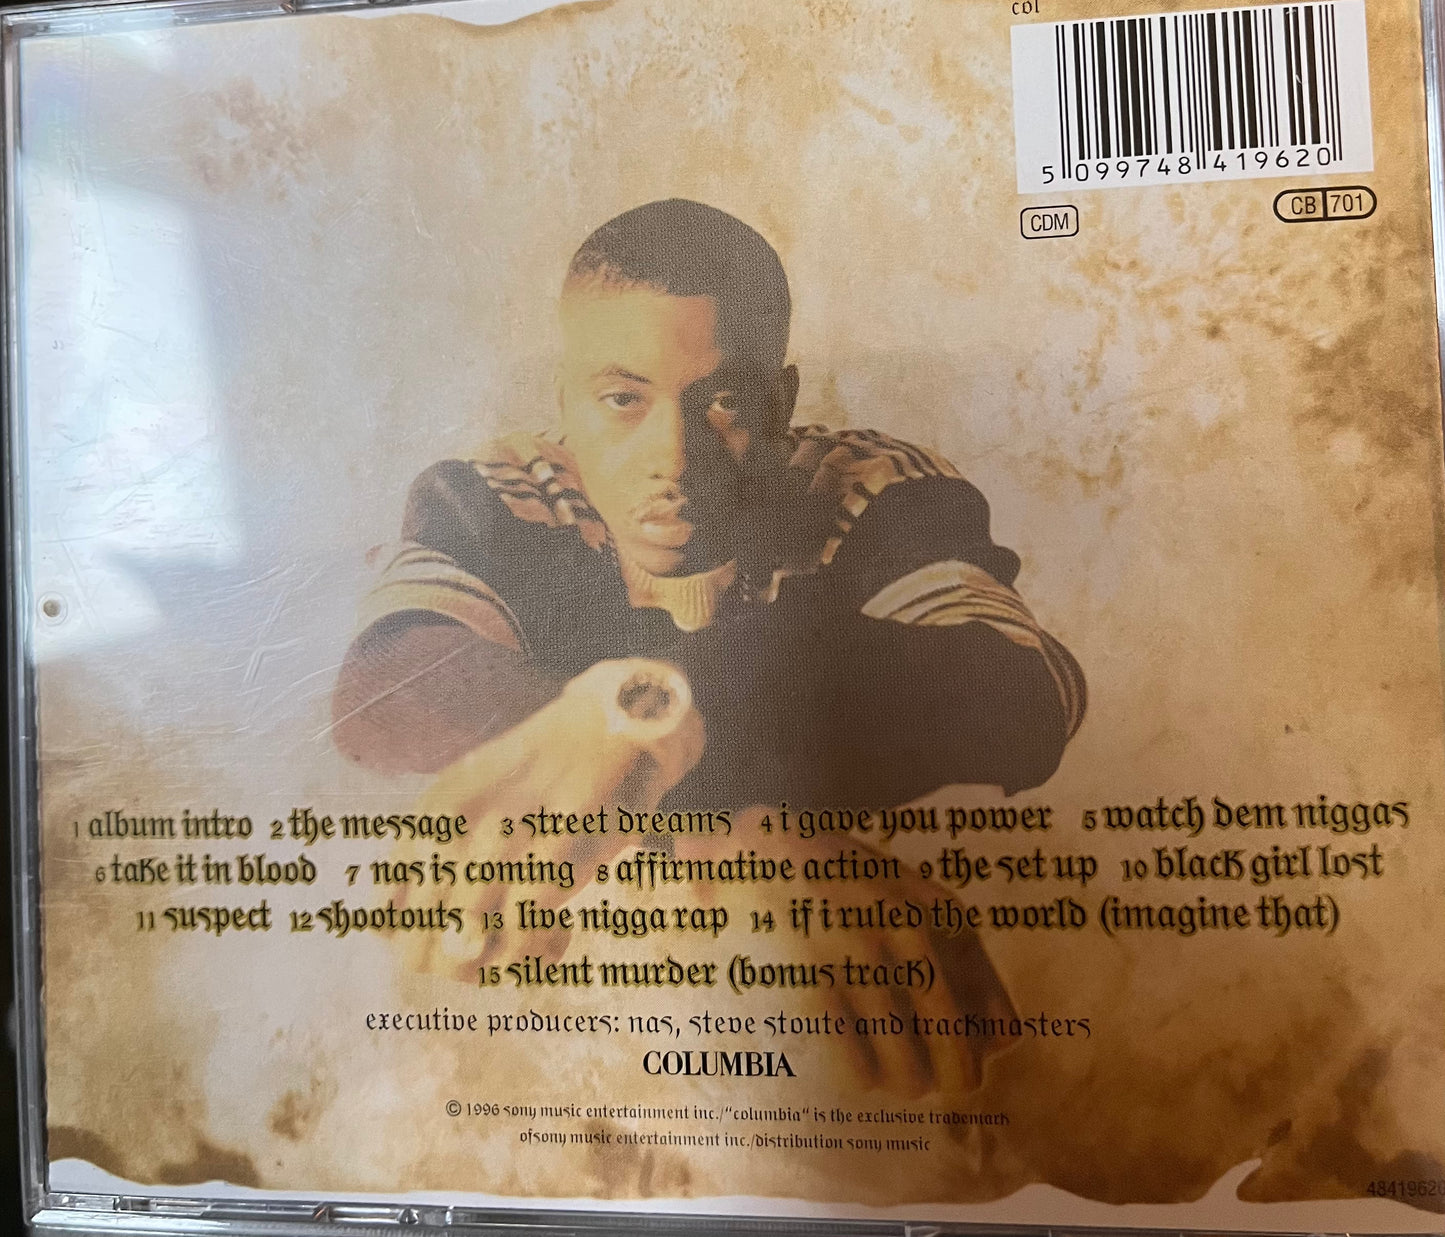 col
5 099748 419620
CDM
CB 701
1 album intro 2 the message 3 street dreams 4 i gave you power 5 watch dem niggas
6 take it in blood 7 nas is coming 8 affirmative action 9 the set up 10 black girl lost
11 suspect 12 shootouts 13 live nigga rap 14 if i ruled the world (imagine that)
15 silent murder (bonus track)
executive producers: nas, steve stoute and trackmasters
COLUMBIA
© 1996 sony music entertainment inc./"columbia" is the exclusive trademark
ofsony music entertainment inc./distribution sony music
48419620